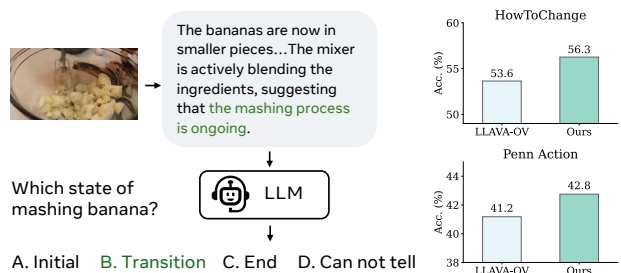 The bananas are now in
smaller pieces...The mixer
is actively blending the
ingredients, suggesting
that the mashing process
is ongoing.
Which state of
mashing banana?
LLM
A. Initial B. Transition C. End D. Can not tell
HowToChange
Acc. (%)
60
55
50
53.6
56.3
LLAVA-OV Ours
Penn Action
Acc. (%)
44
42
40
38
41.2
42.8
LLAVA-OV Ours